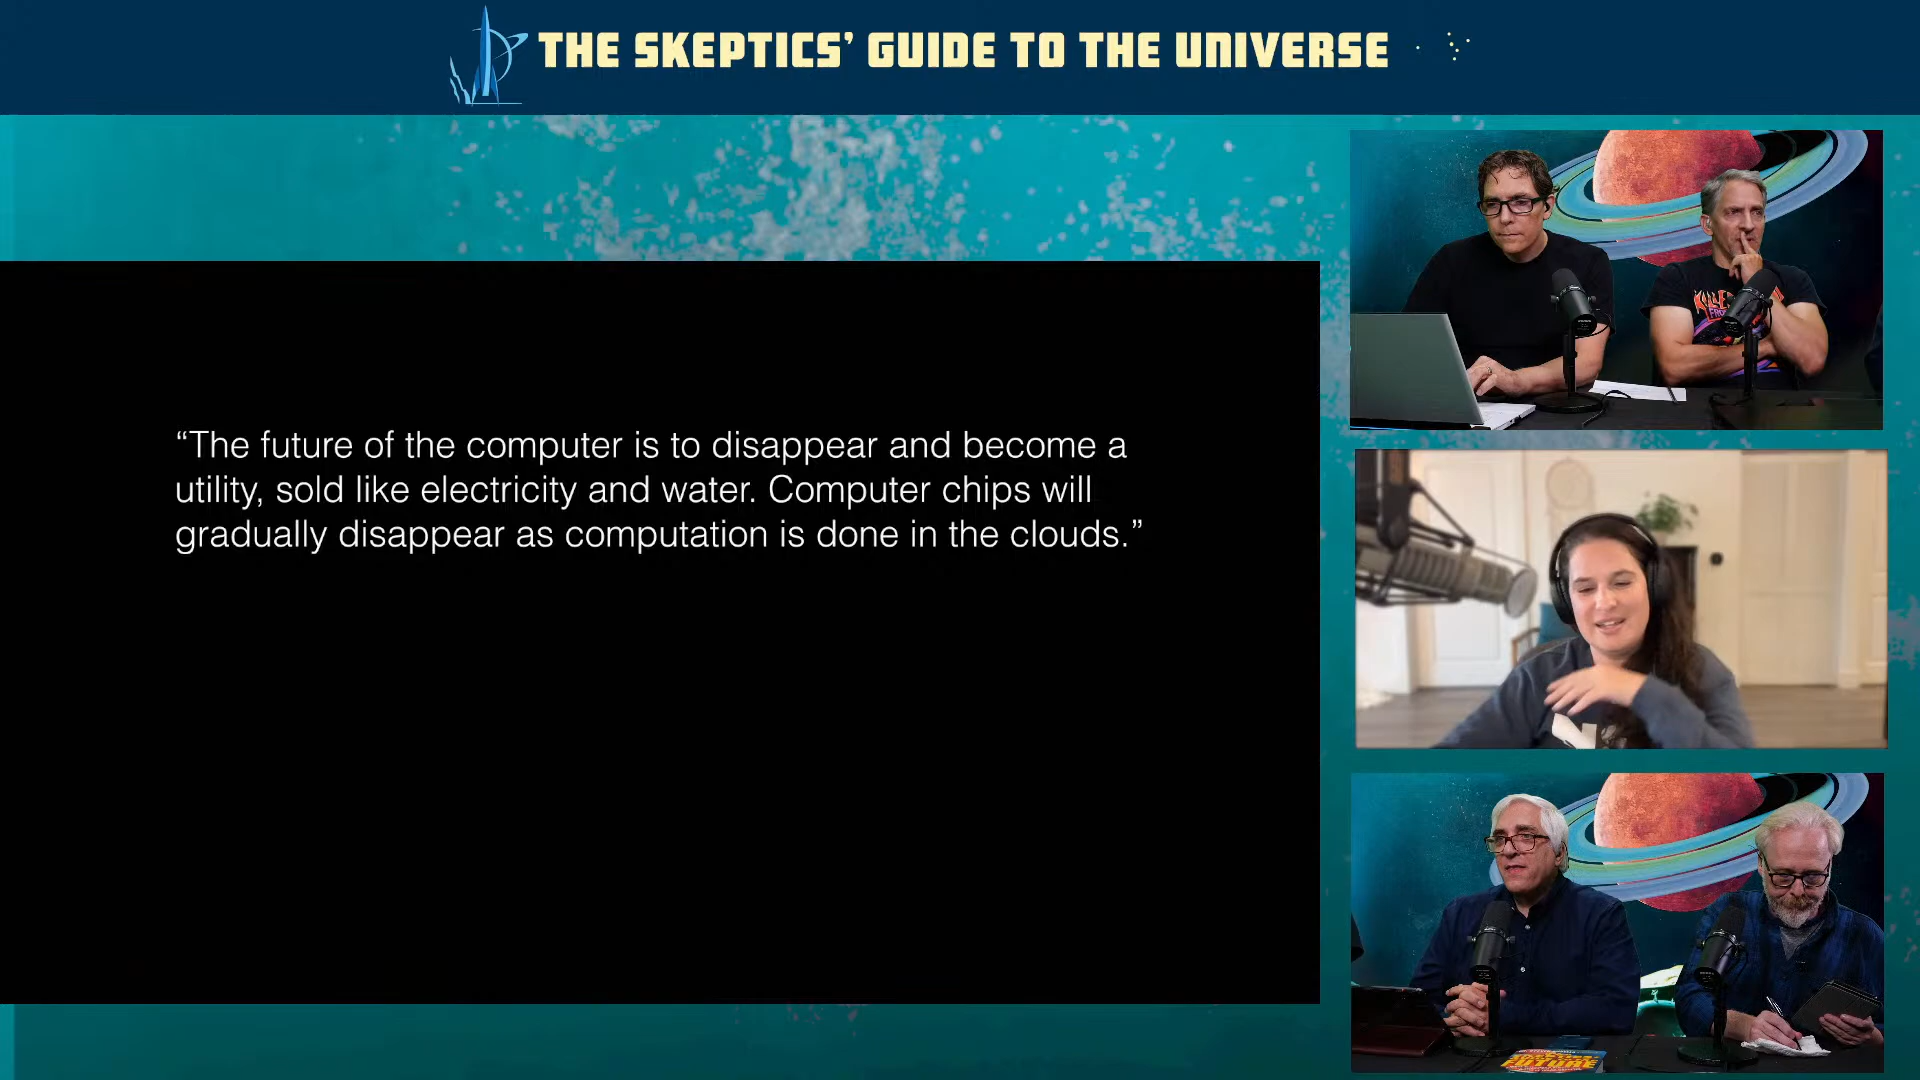 THE SKEPTICS’ GUIDE TO THE UNIVERSE
“The future of the computer is to disappear and become a
utility, sold like electricity and water. Computer chips will
gradually disappear as computation is done in the clouds.”
FUTURE